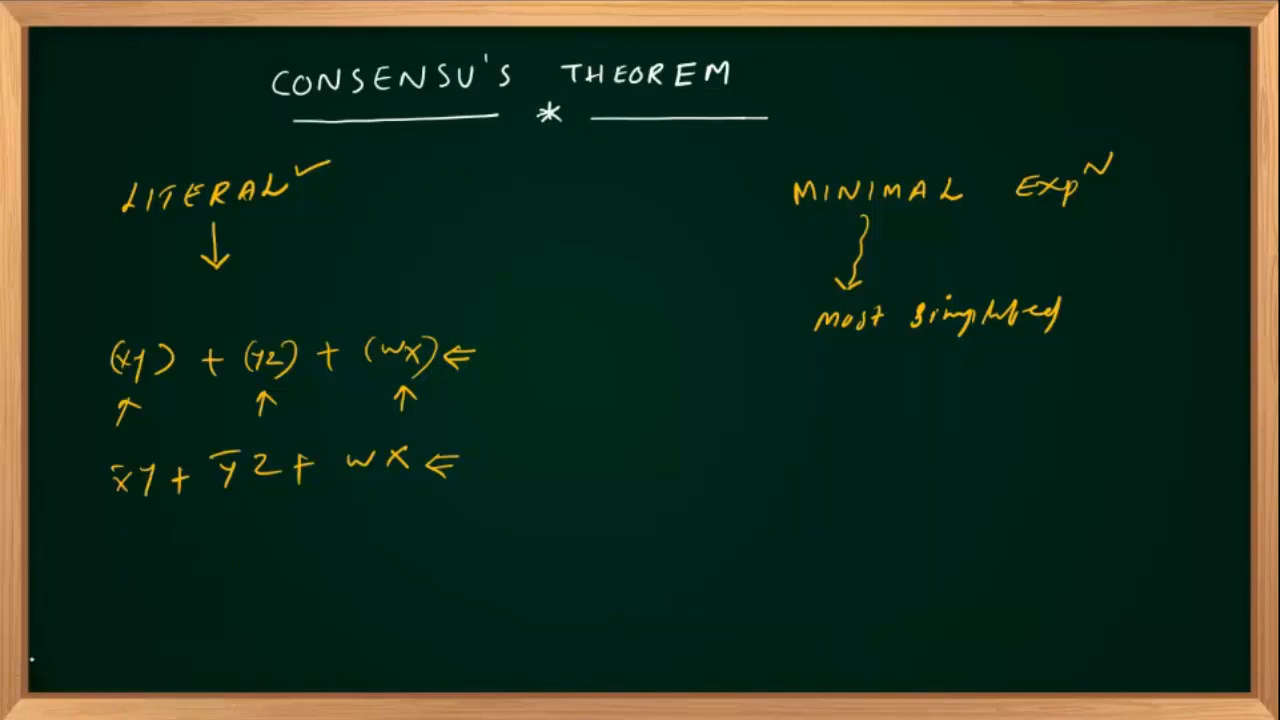 CONSENSU'S THEOREM
*
LITERAL ✓
MINIMAL EXPN
↓
most simplified
(xy) + (yz) + (wx) ⇐
↑ ↑ ↑
x̄y + ȳz + wx ⇐